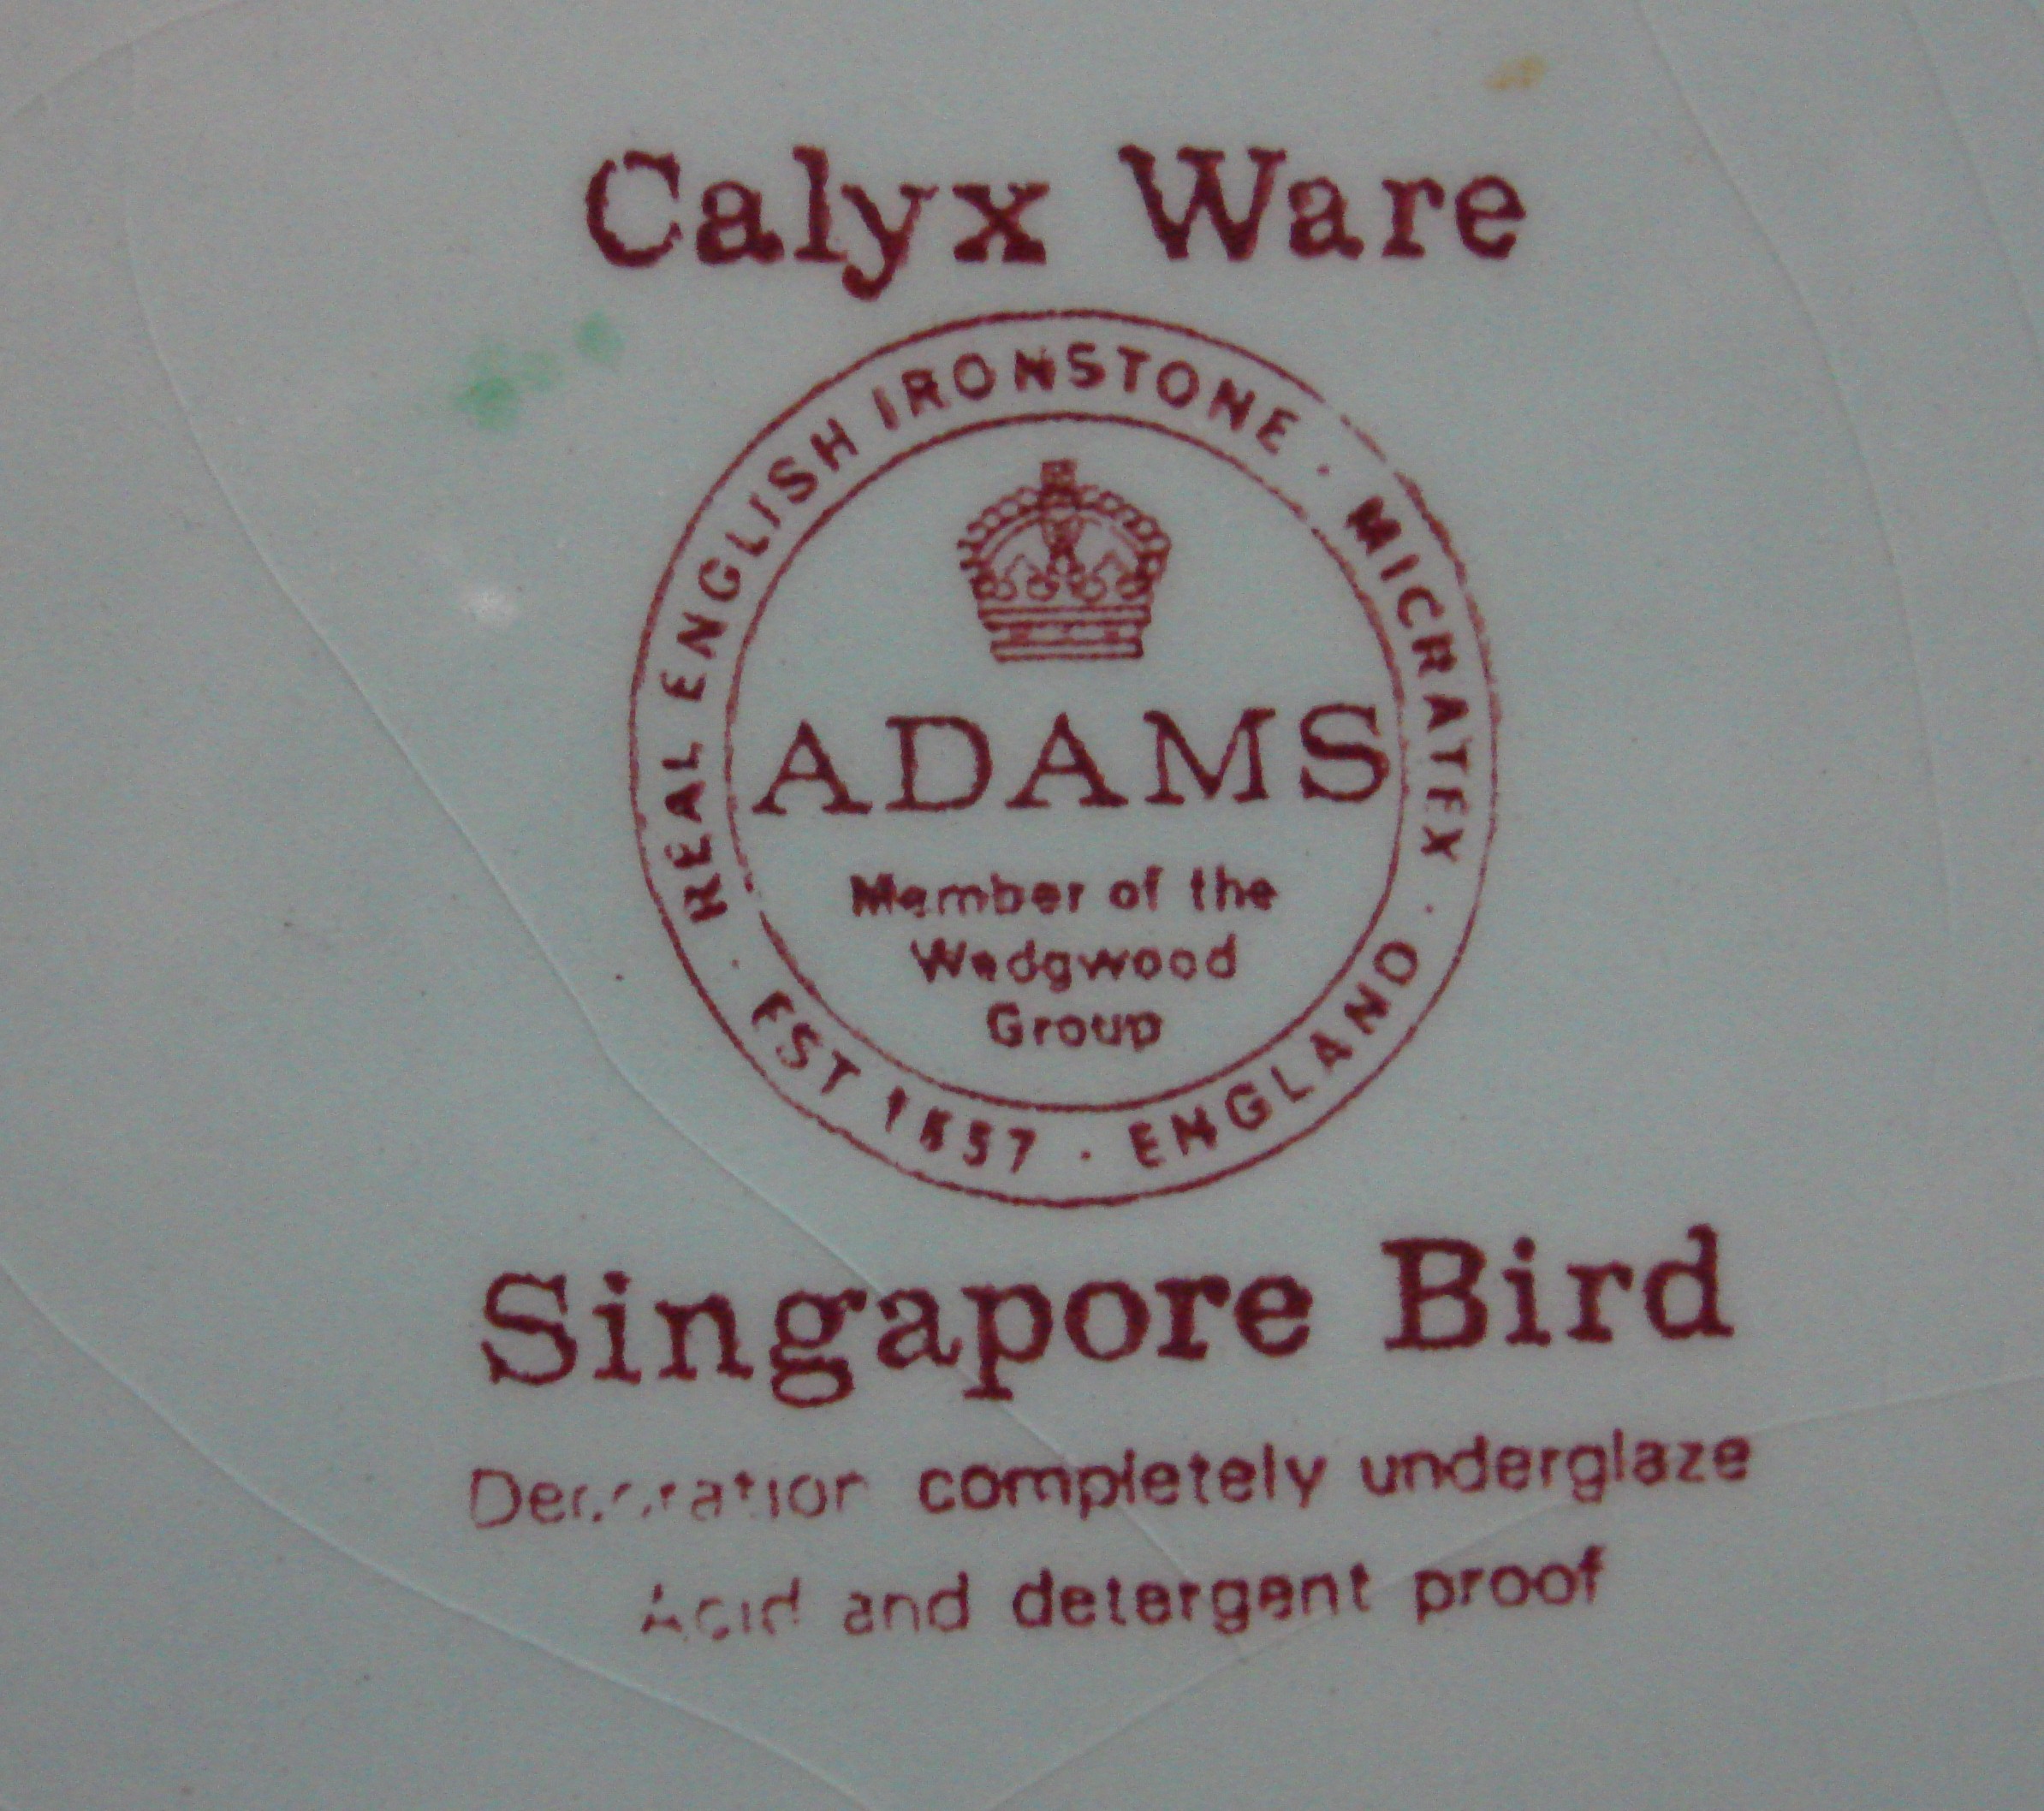 Calyx Ware
REAL ENGLISH IRONSTONE · MICRATEX ·
ADAMS
Member of the
Wedgwood
Group
EST 1857 · ENGLAND
Singapore Bird
Decoration completely underglaze
Acid and detergent proof